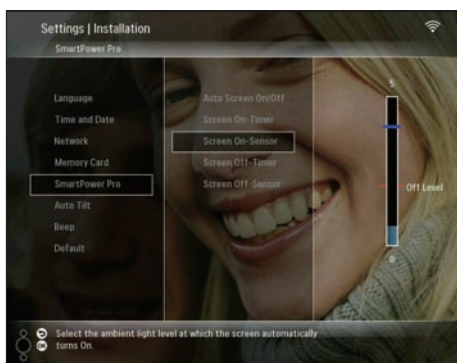 Settings | Installation
SmartPower Pro
Language
Time and Date
Network
Memory Card
SmartPower Pro
Auto Tilt
Beep
Default
Auto Screen On/Off
Screen On-Timer
Screen On-Sensor
Screen Off-Timer
Screen Off-Sensor
5
Off Level
0
Select the ambient light level at which the screen automatically
turns On.